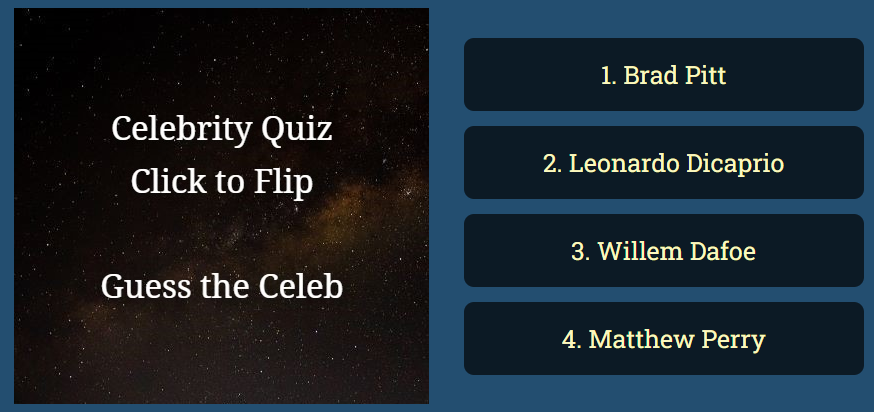 Celebrity Quiz
Click to Flip
Guess the Celeb
1. Brad Pitt
2. Leonardo Dicaprio
3. Willem Dafoe
4. Matthew Perry